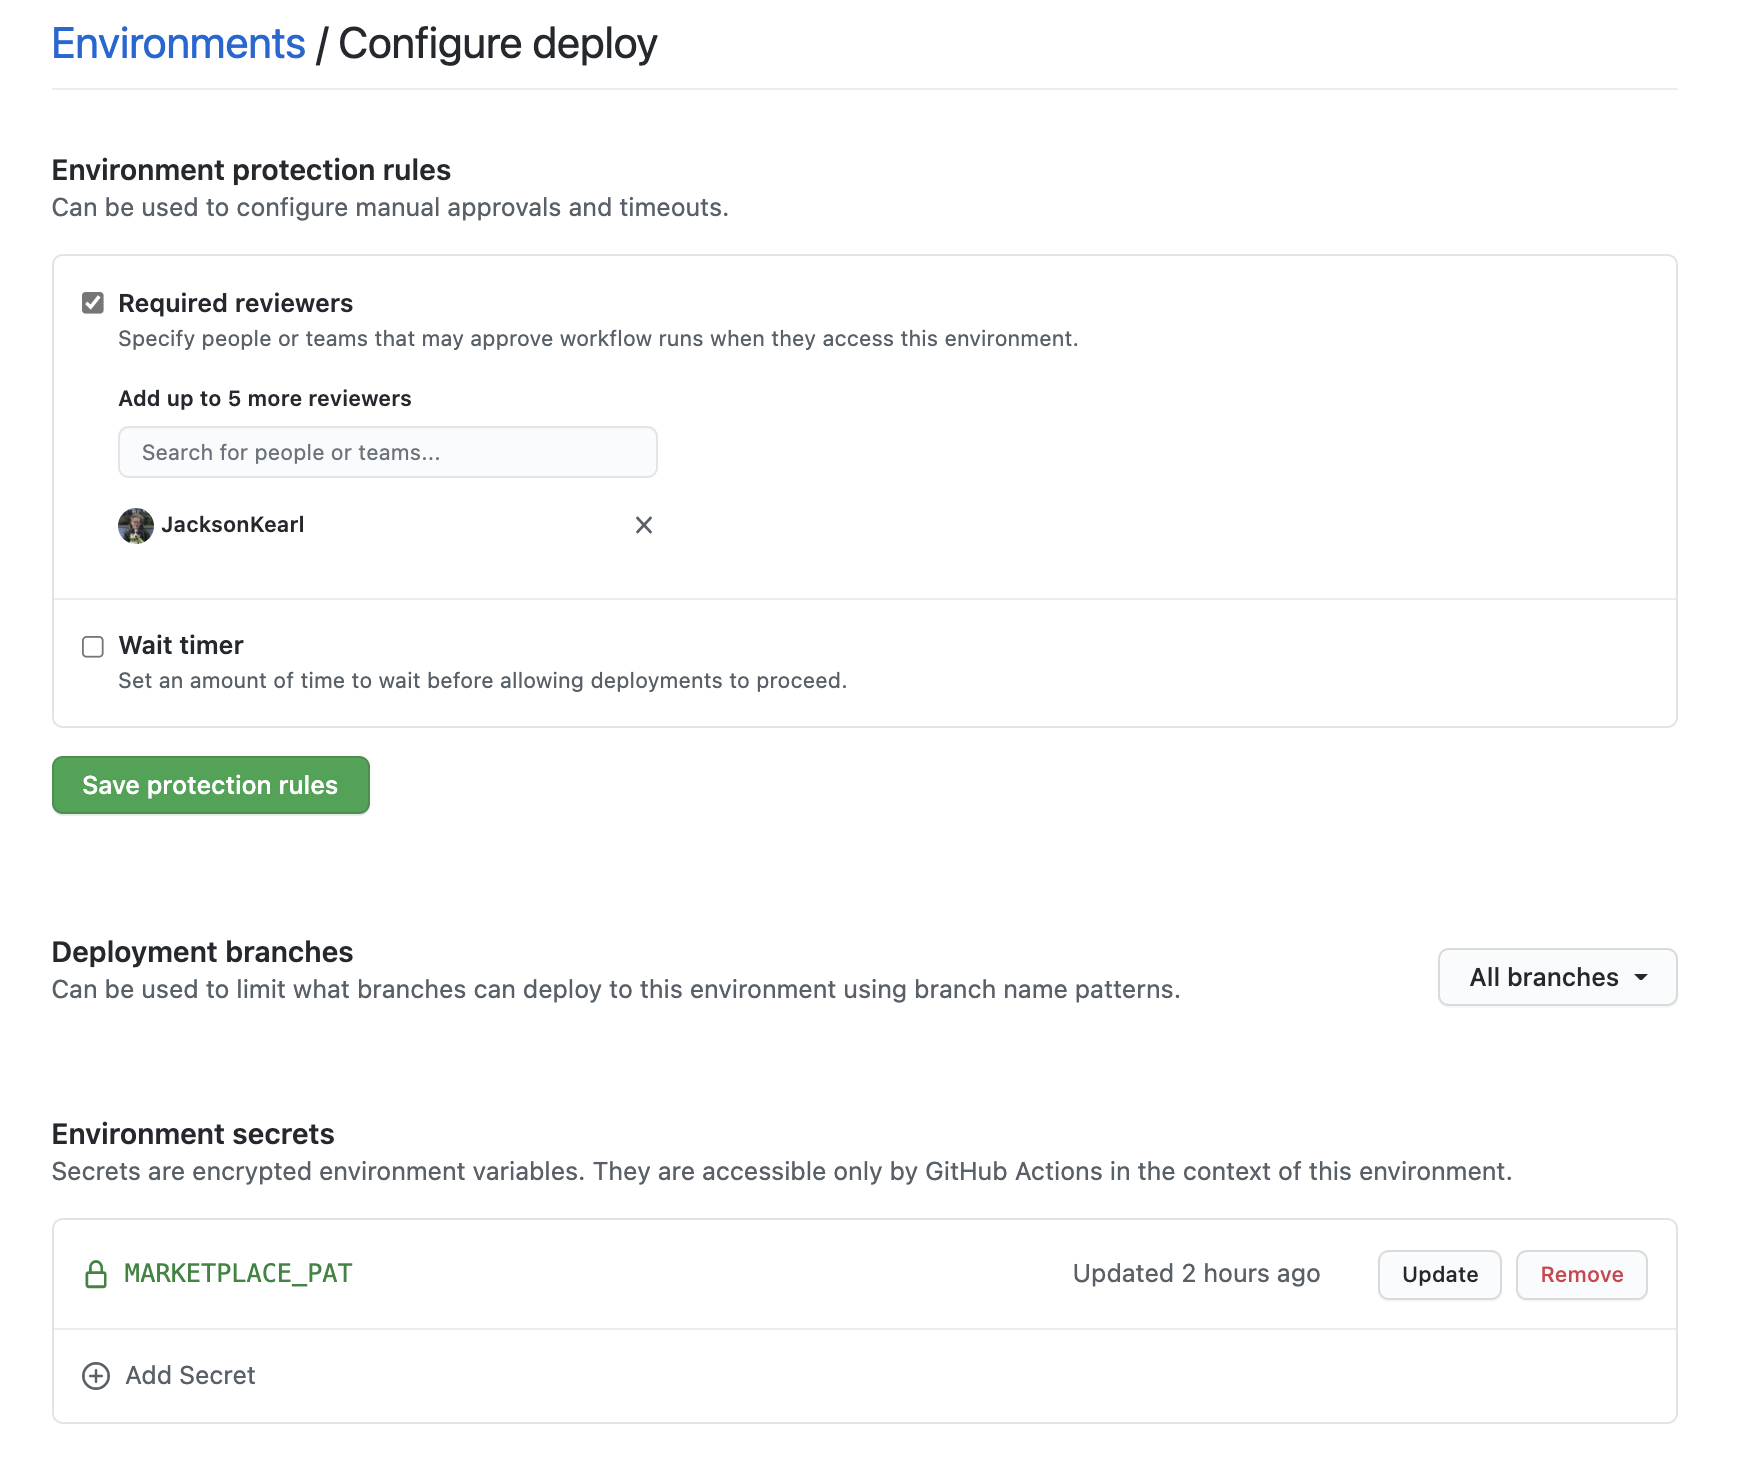 Environments / Configure deploy
Environment protection rules
Can be used to configure manual approvals and timeouts.
Required reviewers
Specify people or teams that may approve workflow runs when they access this environment.
Add up to 5 more reviewers
Search for people or teams...
JacksonKearl
Wait timer
Set an amount of time to wait before allowing deployments to proceed.
Save protection rules
Deployment branches
Can be used to limit what branches can deploy to this environment using branch name patterns.
All branches
Environment secrets
Secrets are encrypted environment variables. They are accessible only by GitHub Actions in the context of this environment.
MARKETPLACE_PAT Updated 2 hours ago Update Remove
Add Secret